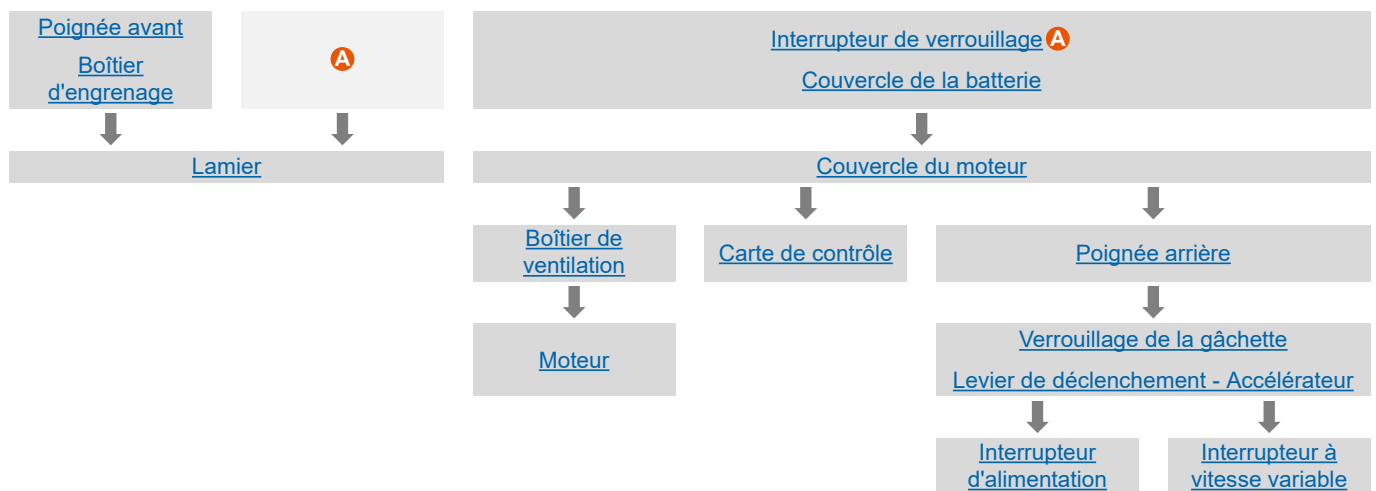 Poignée avant
Boîtier
d'engrenage
A
Interrupteur de verrouillage A
Couvercle de la batterie
Lamier
Couvercle du moteur
Boîtier de
ventilation
Carte de contrôle
Poignée arrière
Moteur
Verrouillage de la gâchette
Levier de déclenchement - Accélérateur
Interrupteur
d'alimentation
Interrupteur à
vitesse variable